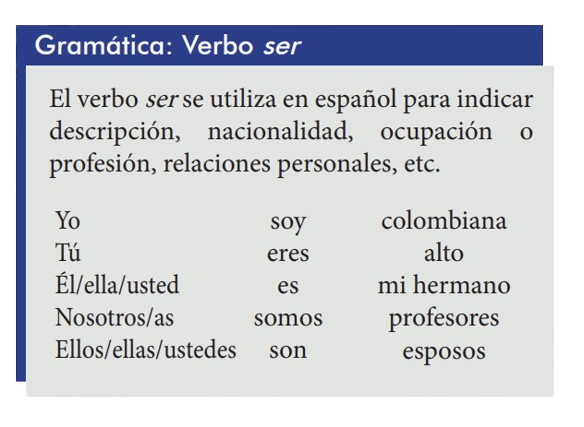 Gramática: Verbo ser
El verbo ser se utiliza en español para indicar
descripción, nacionalidad, ocupación o
profesión, relaciones personales, etc.
Yo soy colombiana
Tú eres alto
Él/ella/usted es mi hermano
Nosotros/as somos profesores
Ellos/ellas/ustedes son esposos